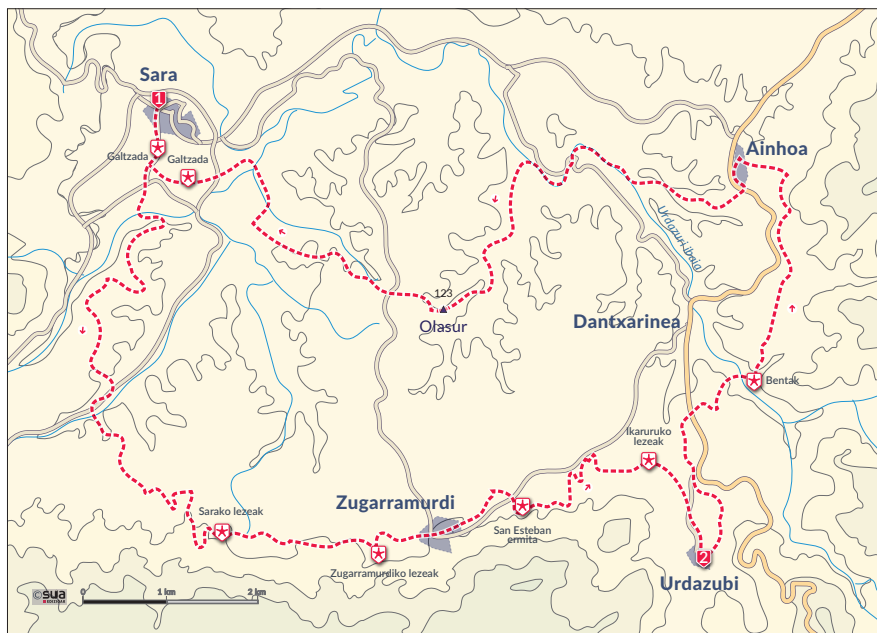 Sara
1
Galtzada
Galtzada
Ainhoa
Urdazuri ibaia
123
Olasur
Dantxarinea
Bentak
Ikaruruko
lezeak
Zugarramurdi
Sarako lezeak
San Esteban
ermita
Zugarramurdiko lezeak
2
Urdazubi
©sua
0
1 km
2 km